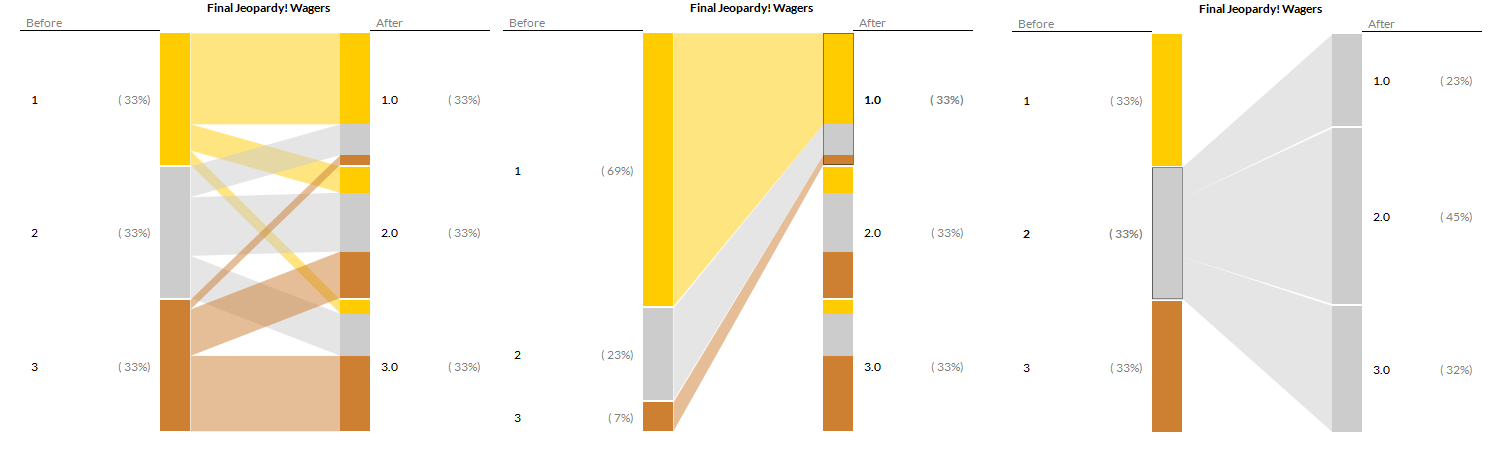 Final Jeopardy! Wagers
Before After
1 ( 33%) 1.0 ( 33%)
2 ( 33%) 2.0 ( 33%)
3 ( 33%) 3.0 ( 33%)
Final Jeopardy! Wagers
Before After
1.0 ( 33%)
1 ( 69%)
2.0 ( 33%)
2 ( 23%)
3.0 ( 33%)
3 ( 7%)
Final Jeopardy! Wagers
Before After
1.0 ( 23%)
1 ( 33%)
2.0 ( 45%)
2 ( 33%)
3 ( 33%) 3.0 ( 32%)